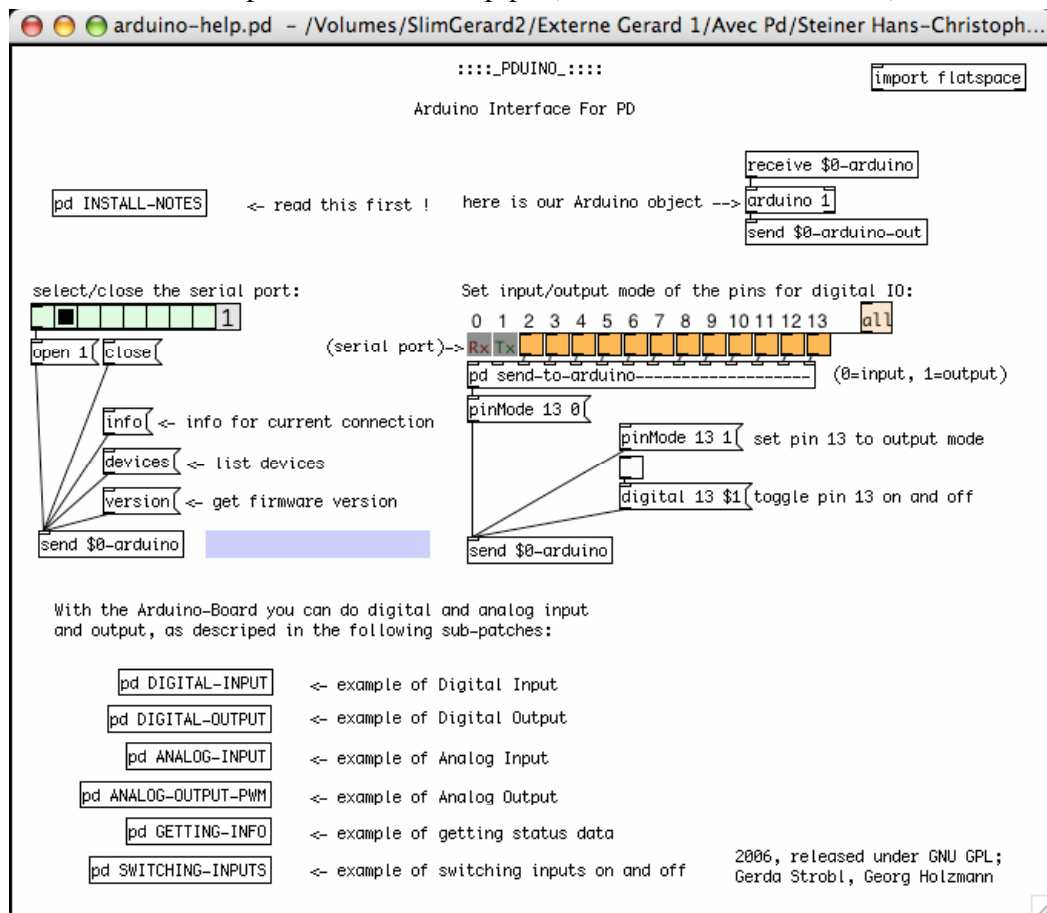 arduino-help.pd - /Volumes/SlimGerard2/Externe Gerard 1/Avec Pd/Steiner Hans-Christoph...
::::_PDUINO_::::
import flatspace
Arduino Interface For PD
receive $0-arduino
pd INSTALL-NOTES
<- read this first !
here is our Arduino object -->
arduino 1
send $0-arduino-out
select/close the serial port:
1
open 1
close
info
<- info for current connection
devices
<- list devices
version
<- get firmware version
send $0-arduino
Set input/output mode of the pins for digital IO:
all
0 1 2 3 4 5 6 7 8 9 10 11 12 13
(serial port)->
Rx Tx
pd send-to-arduino--------------------
(0=input, 1=output)
pinMode 13 0
pinMode 13 1
set pin 13 to output mode
digital 13 $1
toggle pin 13 on and off
send $0-arduino
With the Arduino-Board you can do digital and analog input
and output, as descriped in the following sub-patches:
pd DIGITAL-INPUT
<- example of Digital Input
pd DIGITAL-OUTPUT
<- example of Digital Output
pd ANALOG-INPUT
<- example of Analog Input
pd ANALOG-OUTPUT-PWM
<- example of Analog Output
pd GETTING-INFO
<- example of getting status data
pd SWITCHING-INPUTS
<- example of switching inputs on and off
2006, released under GNU GPL;
Gerda Strobl, Georg Holzmann